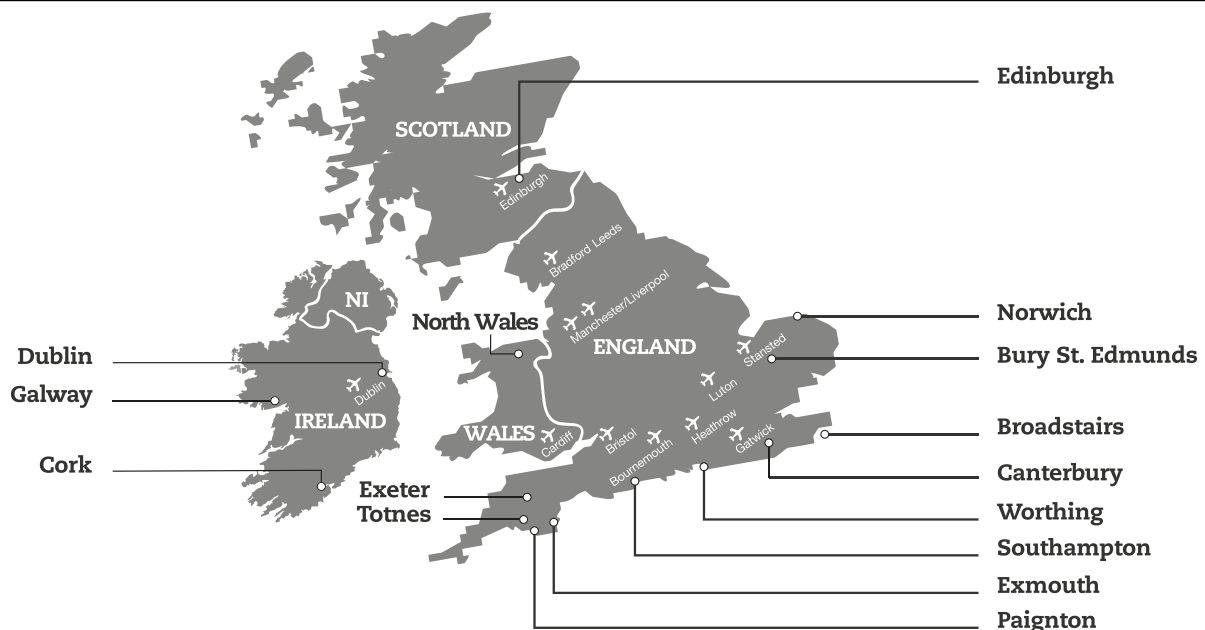 Edinburgh
SCOTLAND
Edinburgh
Bradford Leeds
Manchester/Liverpool
NI
North Wales
Norwich
ENGLAND
Stansted
Bury St. Edmunds
Dublin
Dublin
Luton
Galway
IRELAND
WALES
Cardiff
Bristol
Bournemouth
Heathrow
Gatwick
Broadstairs
Cork
Canterbury
Exeter
Totnes
Worthing
Southampton
Exmouth
Paignton